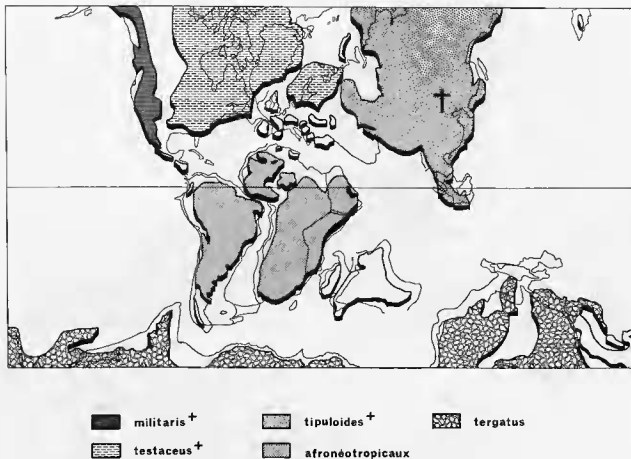 militaris + tipuloides + tergatus
testaceus + afronéotropicaux